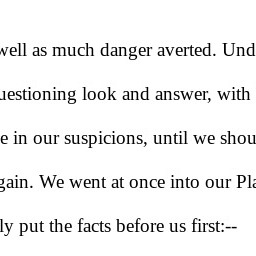 well as much danger averted. Und
uestioning look and answer, with
e in our suspicions, until we shou
gain. We went at once into our Pla
ly put the facts before us first:--